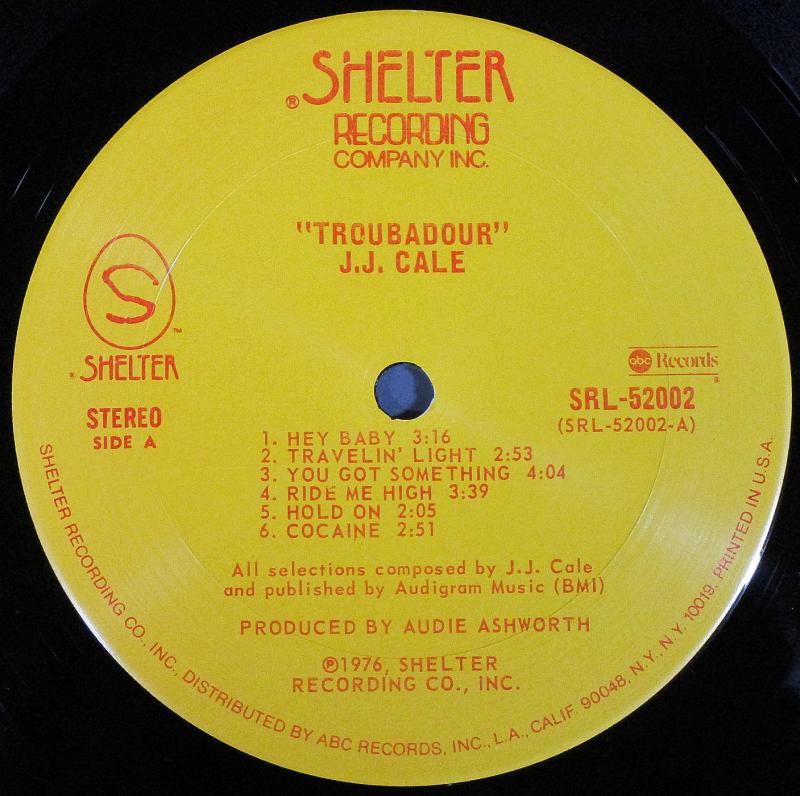 ® SHELTER
RECORDING
COMPANY INC.
"TROUBADOUR"
J.J. CALE
S
™
® SHELTER
STEREO
SIDE A
abc Records
®
SRL-52002
(SRL-52002-A)
1. HEY BABY 3:16
2. TRAVELIN' LIGHT 2:53
3. YOU GOT SOMETHING 4:04
4. RIDE ME HIGH 3:39
5. HOLD ON 2:05
6. COCAINE 2:51
All selections composed by J.J. Cale
and published by Audigram Music (BMI)
PRODUCED BY AUDIE ASHWORTH
℗1976, SHELTER
RECORDING CO., INC.
SHELTER RECORDING CO., INC., DISTRIBUTED BY ABC RECORDS, INC., L.A., CALIF. 90048, N.Y., N.Y. 10019. PRINTED IN U.S.A.